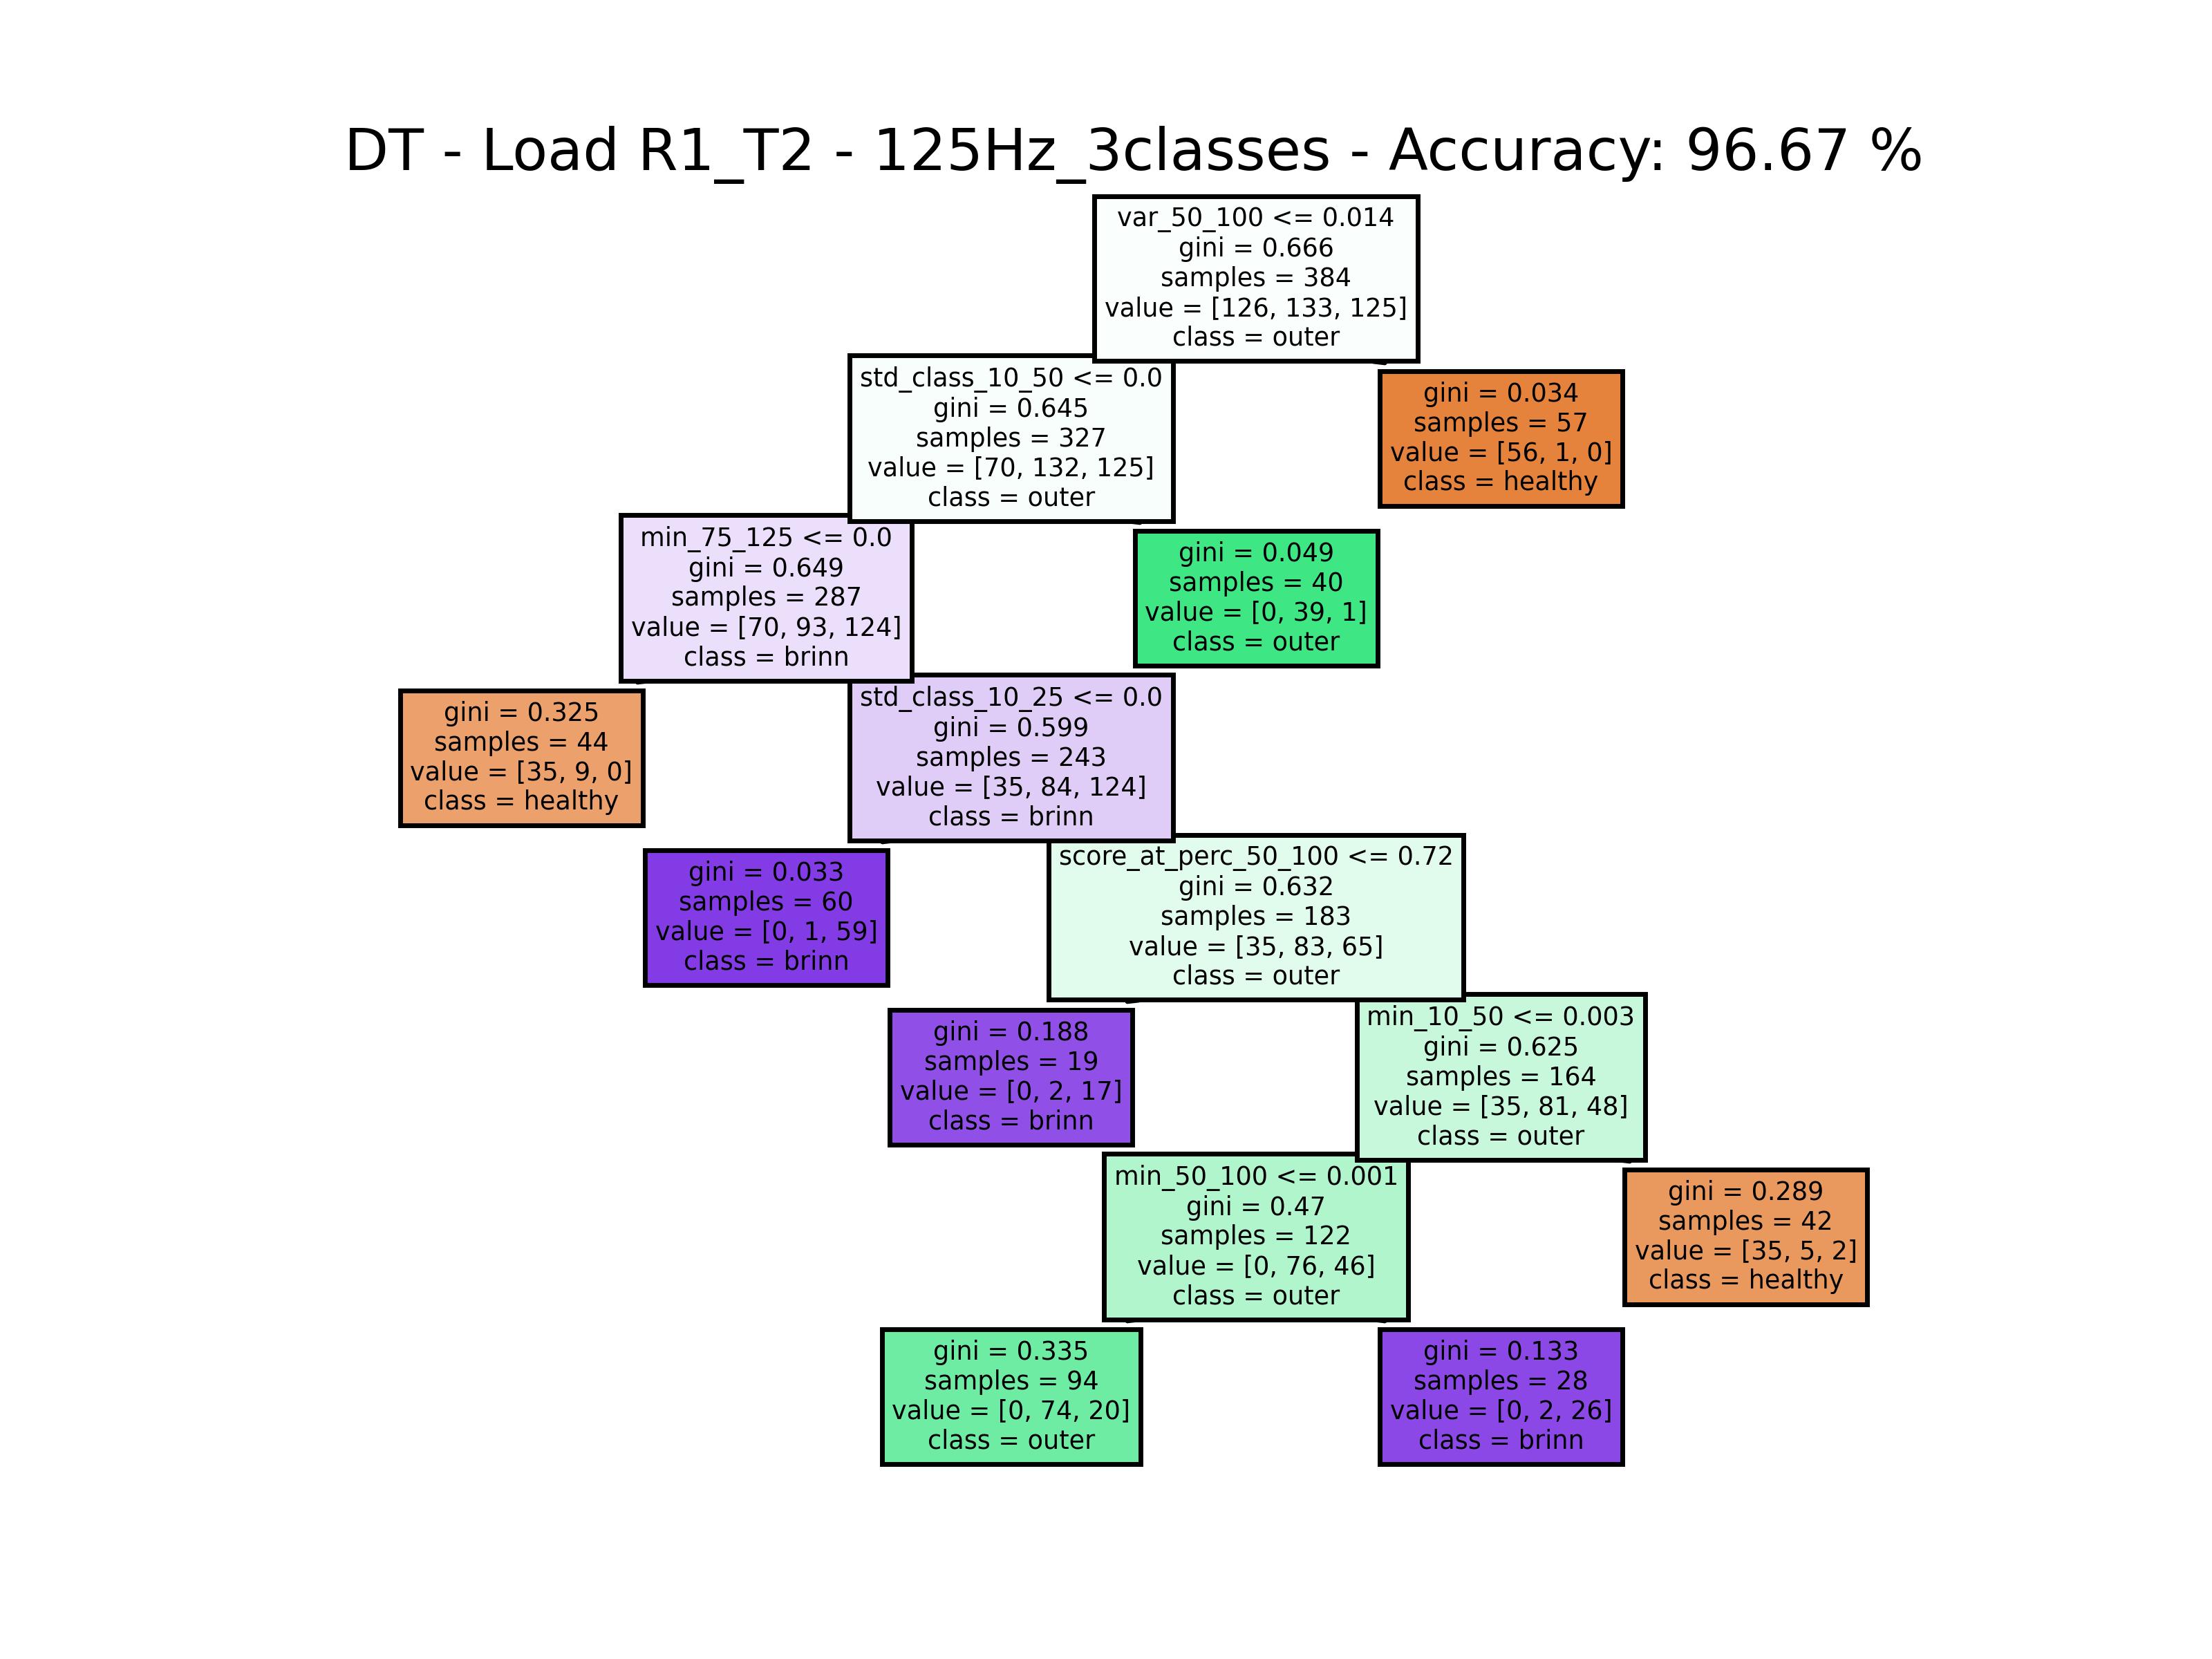 DT - Load R1_T2 - 125Hz_3classes - Accuracy: 96.67 %
var_50_100 <= 0.014
gini = 0.666
samples = 384
value = [126, 133, 125]
class = outer
std_class_10_50 <= 0.0
gini = 0.645
samples = 327
value = [70, 132, 125]
class = outer
gini = 0.034
samples = 57
value = [56, 1, 0]
class = healthy
min_75_125 <= 0.0
gini = 0.649
samples = 287
value = [70, 93, 124]
class = brinn
gini = 0.049
samples = 40
value = [0, 39, 1]
class = outer
gini = 0.325
samples = 44
value = [35, 9, 0]
class = healthy
std_class_10_25 <= 0.0
gini = 0.599
samples = 243
value = [35, 84, 124]
class = brinn
gini = 0.033
samples = 60
value = [0, 1, 59]
class = brinn
score_at_perc_50_100 <= 0.72
gini = 0.632
samples = 183
value = [35, 83, 65]
class = outer
gini = 0.188
samples = 19
value = [0, 2, 17]
class = brinn
min_10_50 <= 0.003
gini = 0.625
samples = 164
value = [35, 81, 48]
class = outer
min_50_100 <= 0.001
gini = 0.47
samples = 122
value = [0, 76, 46]
class = outer
gini = 0.289
samples = 42
value = [35, 5, 2]
class = healthy
gini = 0.335
samples = 94
value = [0, 74, 20]
class = outer
gini = 0.133
samples = 28
value = [0, 2, 26]
class = brinn